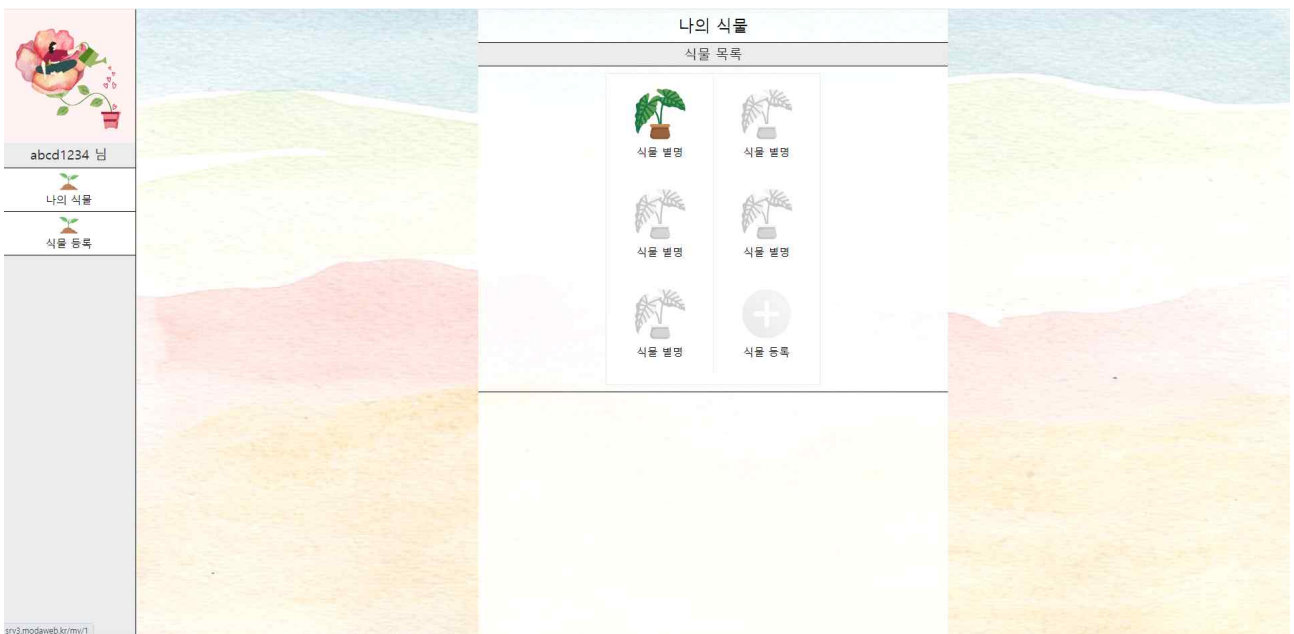 abcd1234 님
나의 식물
식물 등록
나의 식물
식물 목록
식물 별명
식물 별명
식물 별명
식물 별명
식물 별명
식물 등록
srv3.modaweb.kr/my/1